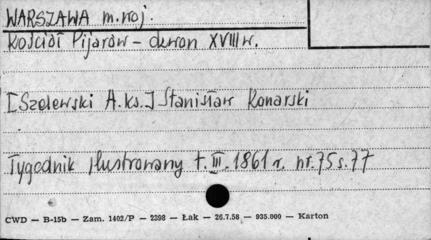 WARSZAWA m. woj.
Kościół Pijarów – dzwon XVIII w.
[Szelewski A. ks.] Stanisław Konarski
Tygodnik Ilustrowany t. III. 1861 r. nr. 75 s. 77
CWD — B-15b — Zam. 1402/P — 2398 — Łak — 26.7.58 — 935.000 — Karton